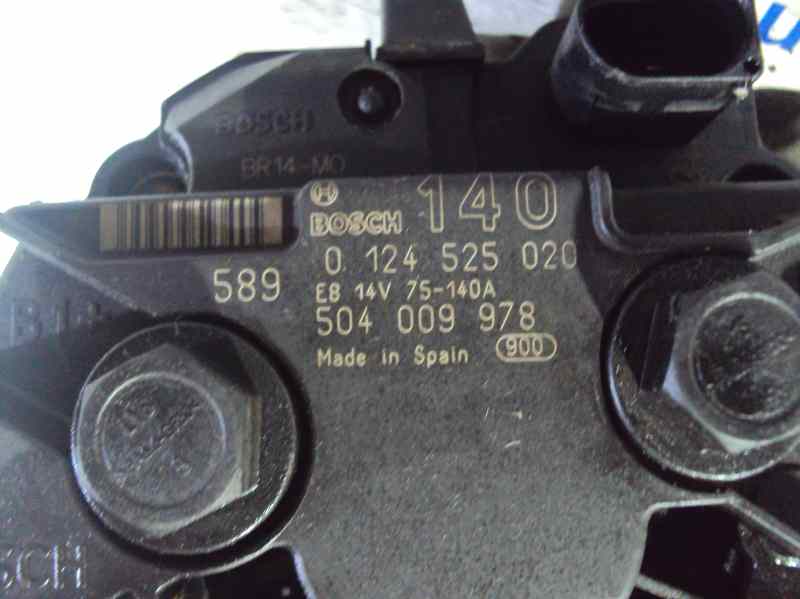 BOSCH
BR14-MO
BOSCH 140
0 124 525 020
589
E8 14V 75-140A
504 009 978
Made in Spain 900